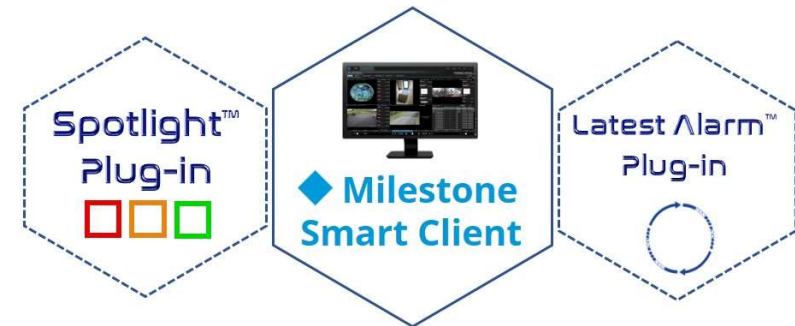 Spotlight™
Plug-in
Milestone
Smart Client
Latest Alarm™
Plug-in